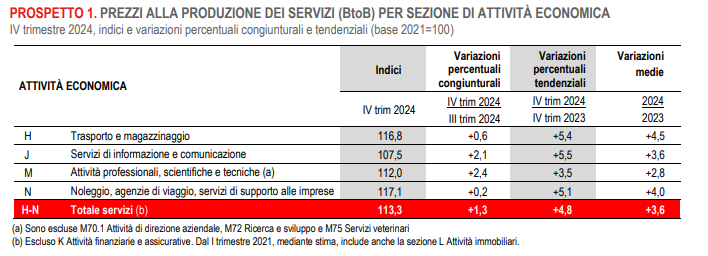 PROSPETTO 1. PREZZI ALLA PRODUZIONE DEI SERVIZI (BtoB) PER SEZIONE DI ATTIVITÀ ECONOMICA
IV trimestre 2024, indici e variazioni percentuali congiunturali e tendenziali (base 2021=100)
ATTIVITÀ ECONOMICA
Indici
Variazioni percentuali congiunturali
Variazioni percentuali tendenziali
Variazioni medie
IV trim 2024
IV trim 2024
III trim 2024
IV trim 2024
IV trim 2023
2024
2023
H Trasporto e magazzinaggio 116,8 +0,6 +5,4 +4,5
J Servizi di informazione e comunicazione 107,5 +2,1 +5,5 +3,6
M Attività professionali, scientifiche e tecniche (a) 112,0 +2,4 +3,5 +2,8
N Noleggio, agenzie di viaggio, servizi di supporto alle imprese 117,1 +0,2 +5,1 +4,0
H-N Totale servizi (b) 113,3 +1,3 +4,8 +3,6
(a) Sono escluse M70.1 Attività di direzione aziendale, M72 Ricerca e sviluppo e M75 Servizi veterinari
(b) Escluso K Attività finanziarie e assicurative. Dal I trimestre 2021, mediante stima, include anche la sezione L Attività immobiliari.